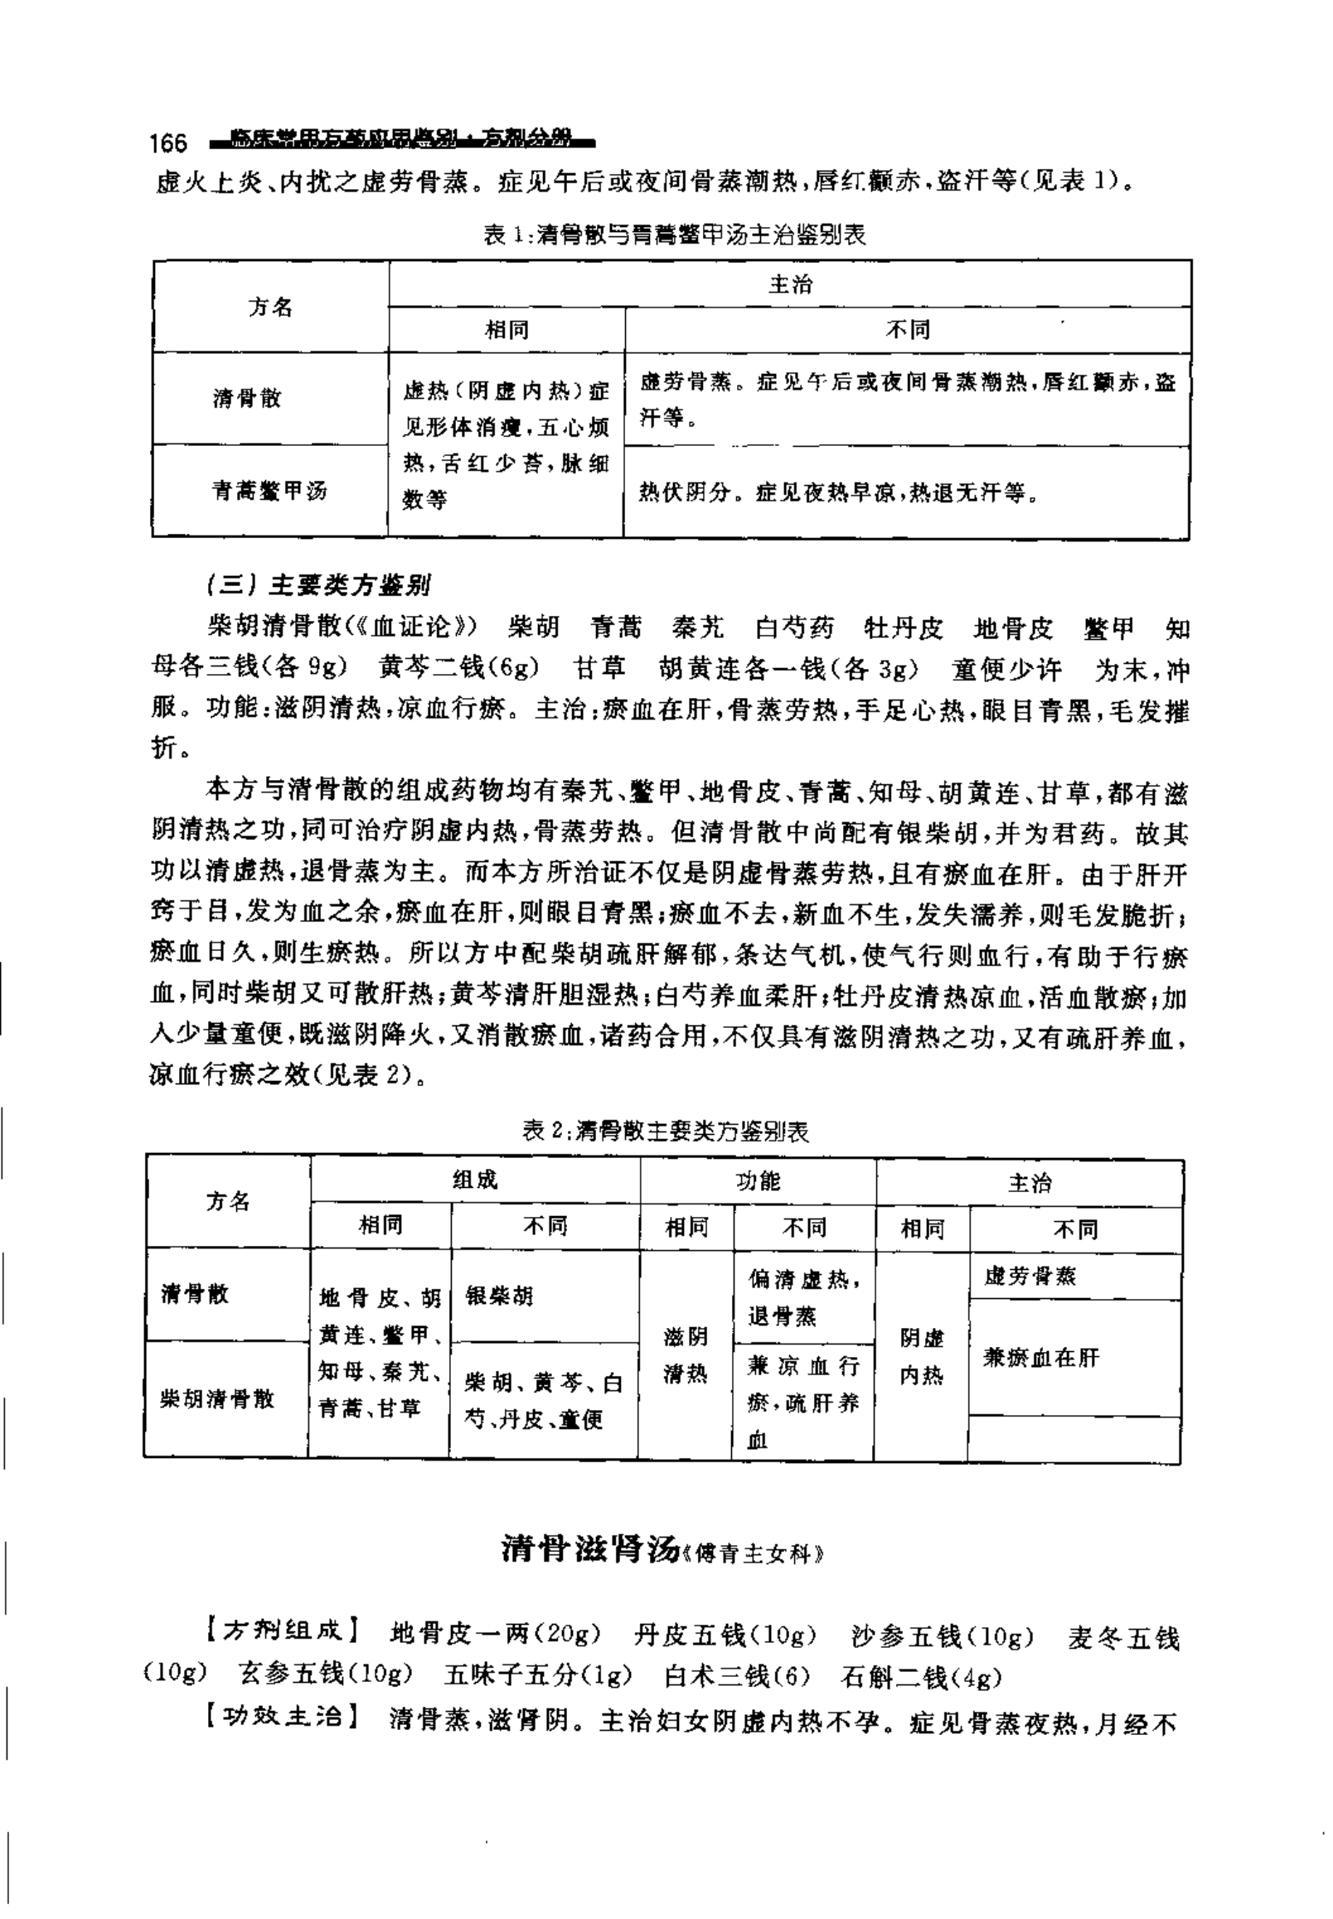 166 临床常用方药应用鉴别·方剂分册
虚火上炎、内扰之虚劳骨蒸。症见午后或夜间骨蒸潮热,唇红颧赤,盗汗等(见表1)。
表1:清骨散与青蒿鳖甲汤主治鉴别表
方名 主治
相同 不同
清骨散
虚热(阴虚内热)症
见形体消瘦,五心烦
热,舌红少苔,脉细
数等
虚劳骨蒸。症见午后或夜间骨蒸潮热,唇红颧赤,盗
汗等。
青蒿鳖甲汤
热伏阴分。症见夜热早凉,热退无汗等。
(三)主要类方鉴别
柴胡清骨散(《血证论》) 柴胡 青蒿 秦艽 白芍药 牡丹皮 地骨皮 鳖甲 知
母各三钱(各9g) 黄芩二钱(6g) 甘草 胡黄连各一钱(各3g) 童便少许 为末,冲
服。功能:滋阴清热,凉血行瘀。主治:瘀血在肝,骨蒸劳热,手足心热,眼目青黑,毛发摧
折。
本方与清骨散的组成药物均有秦艽、鳖甲、地骨皮、青蒿、知母、胡黄连、甘草,都有滋
阴清热之功,同可治疗阴虚内热,骨蒸劳热。但清骨散中尚配有银柴胡,并为君药。故其
功以清虚热,退骨蒸为主。而本方所治证不仅是阴虚骨蒸劳热,且有瘀血在肝。由于肝开
窍于目,发为血之余,瘀血在肝,则眼目青黑;瘀血不去,新血不生,发失濡养,则毛发脆折;
瘀血日久,则生瘀热。所以方中配柴胡疏肝解郁,条达气机,使气行则血行,有助于行瘀
血,同时柴胡又可散肝热;黄芩清肝胆湿热;白芍养血柔肝;牡丹皮清热凉血,活血散瘀;加
入少量童便,既滋阴降火,又消散瘀血,诸药合用,不仅具有滋阴清热之功,又有疏肝养血,
凉血行瘀之效(见表2)。
表2:清骨散主要类方鉴别表
方名 组成 功能 主治
相同 不同 相同 不同 相同 不同
清骨散
地骨皮、胡
黄连、鳖甲、
知母、秦艽、
青蒿、甘草
银柴胡
滋阴
清热
偏清虚热,
退骨蒸
阴虚
内热
虚劳骨蒸
柴胡清骨散
柴胡、黄芩、白
芍、丹皮、童便
兼凉血行
瘀,疏肝养
血
兼瘀血在肝
清骨滋肾汤《傅青主女科》
【方剂组成】 地骨皮一两(20g) 丹皮五钱(10g) 沙参五钱(10g) 麦冬五钱
(10g) 玄参五钱(10g) 五味子五分(1g) 白术三钱(6) 石斛二钱(4g)
【功效主治】 清骨蒸,滋肾阴。主治妇女阴虚内热不孕。症见骨蒸夜热,月经不